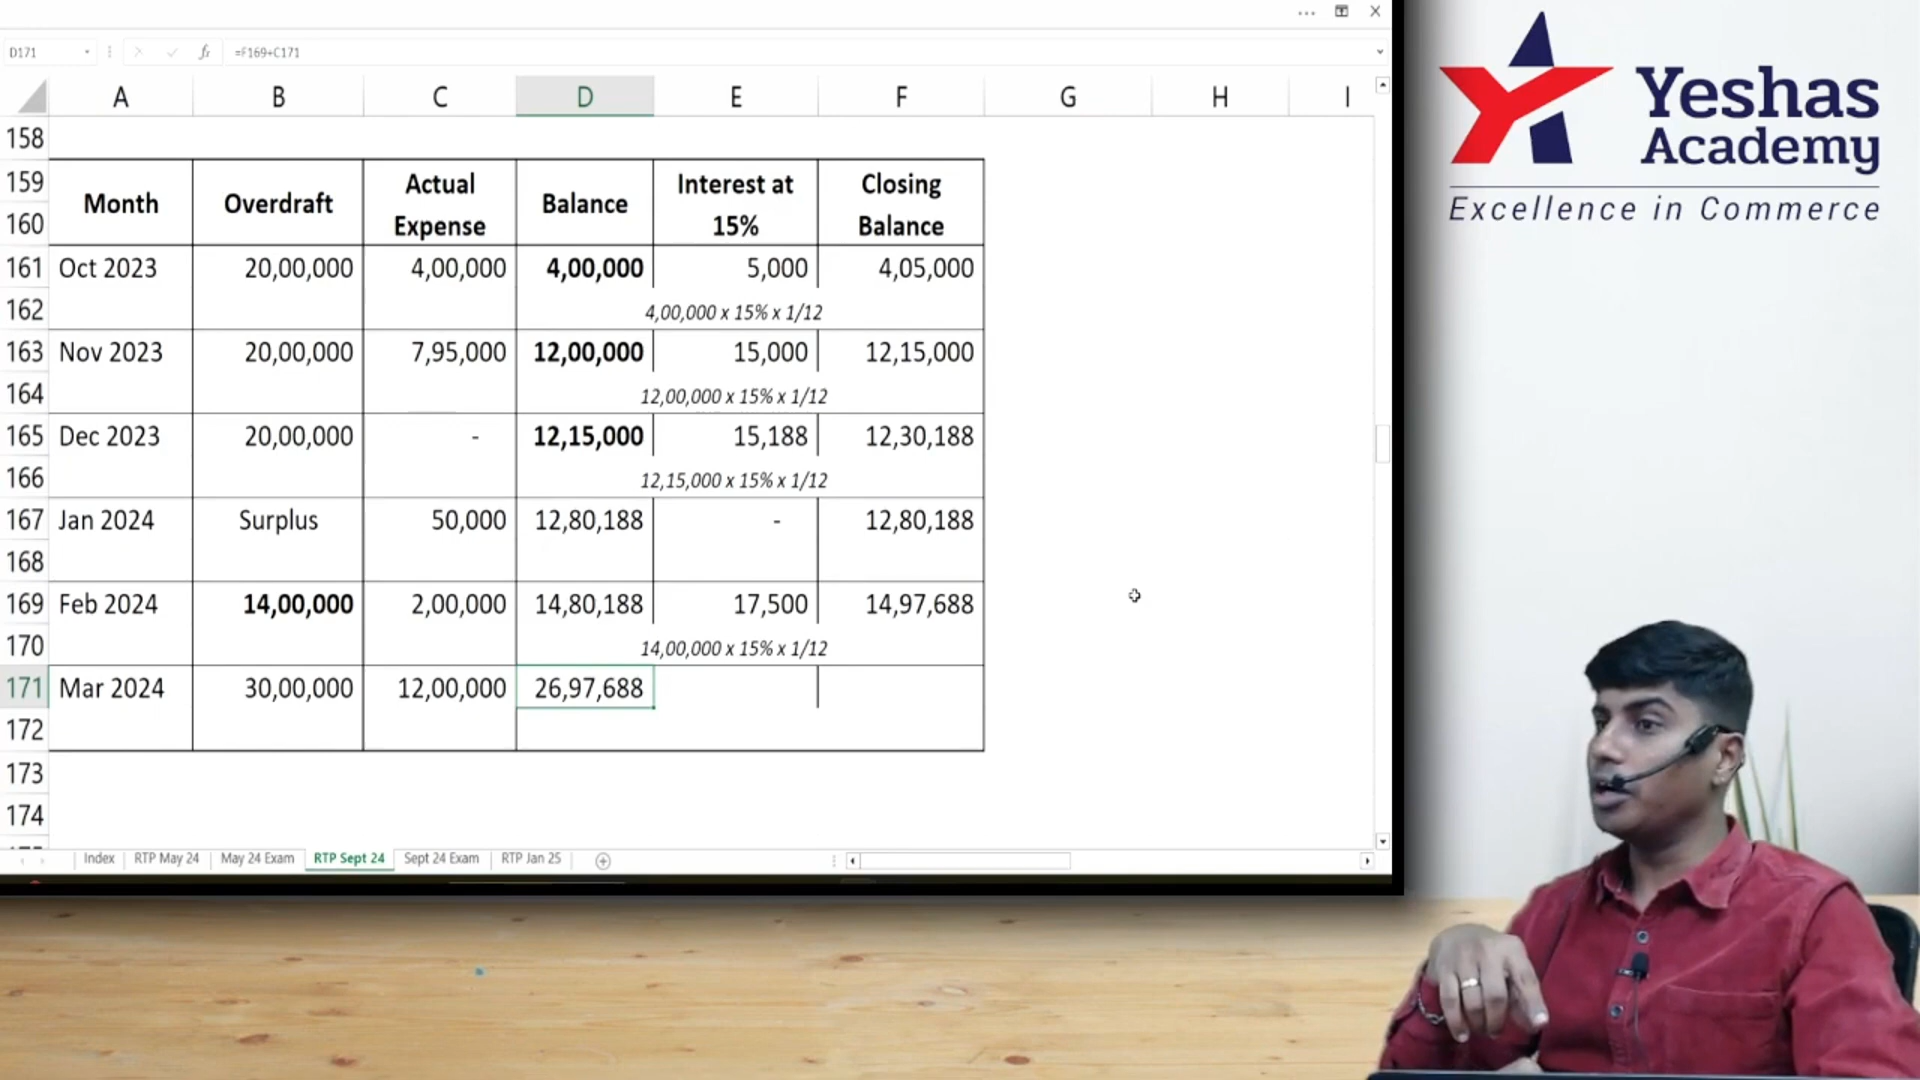 D171 fx =F169+C171
A B C D E F G H I
158
159 Actual Interest at Closing
Month Overdraft Balance
160 Expense 15% Balance
161 Oct 2023 20,00,000 4,00,000 4,00,000 5,000 4,05,000
162 4,00,000 x 15% x 1/12
163 Nov 2023 20,00,000 7,95,000 12,00,000 15,000 12,15,000
164 12,00,000 x 15% x 1/12
165 Dec 2023 20,00,000 - 12,15,000 15,188 12,30,188
166 12,15,000 x 15% x 1/12
167 Jan 2024 Surplus 50,000 12,80,188 - 12,80,188
168
169 Feb 2024 14,00,000 2,00,000 14,80,188 17,500 14,97,688
170 14,00,000 x 15% x 1/12
171 Mar 2024 30,00,000 12,00,000 26,97,688
172
173
174
Index RTP May 24 May 24 Exam RTP Sept 24 Sept 24 Exam RTP Jan 25
Yeshas
Academy
Excellence in Commerce